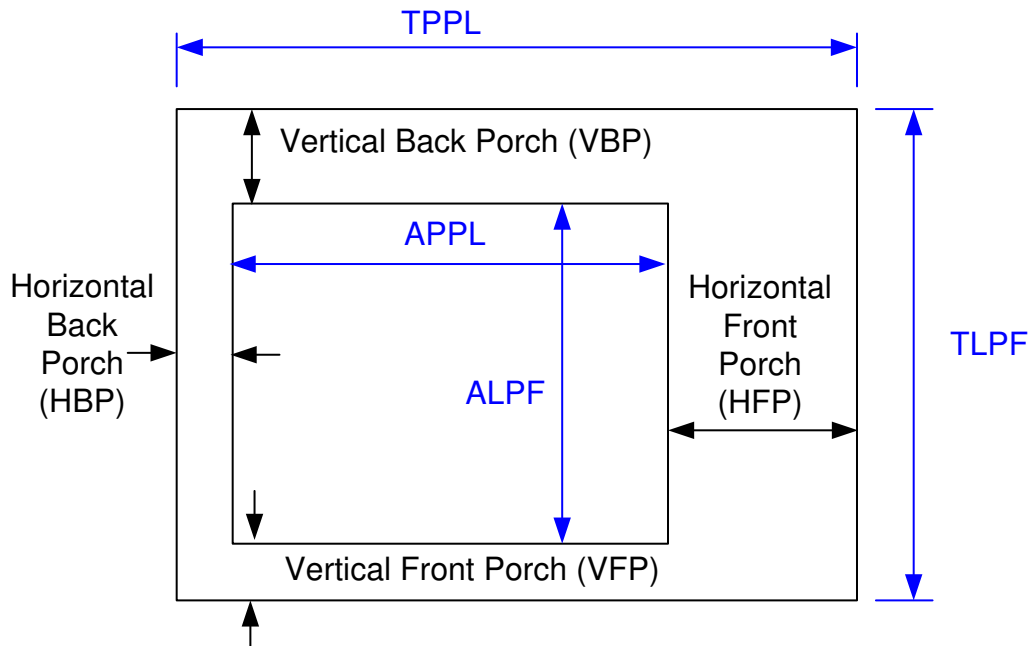 TPPL
Vertical Back Porch (VBP)
APPL
Horizontal
Back
Porch
(HBP)
Horizontal
Front
Porch
(HFP)
TLPF
ALPF
Vertical Front Porch (VFP)